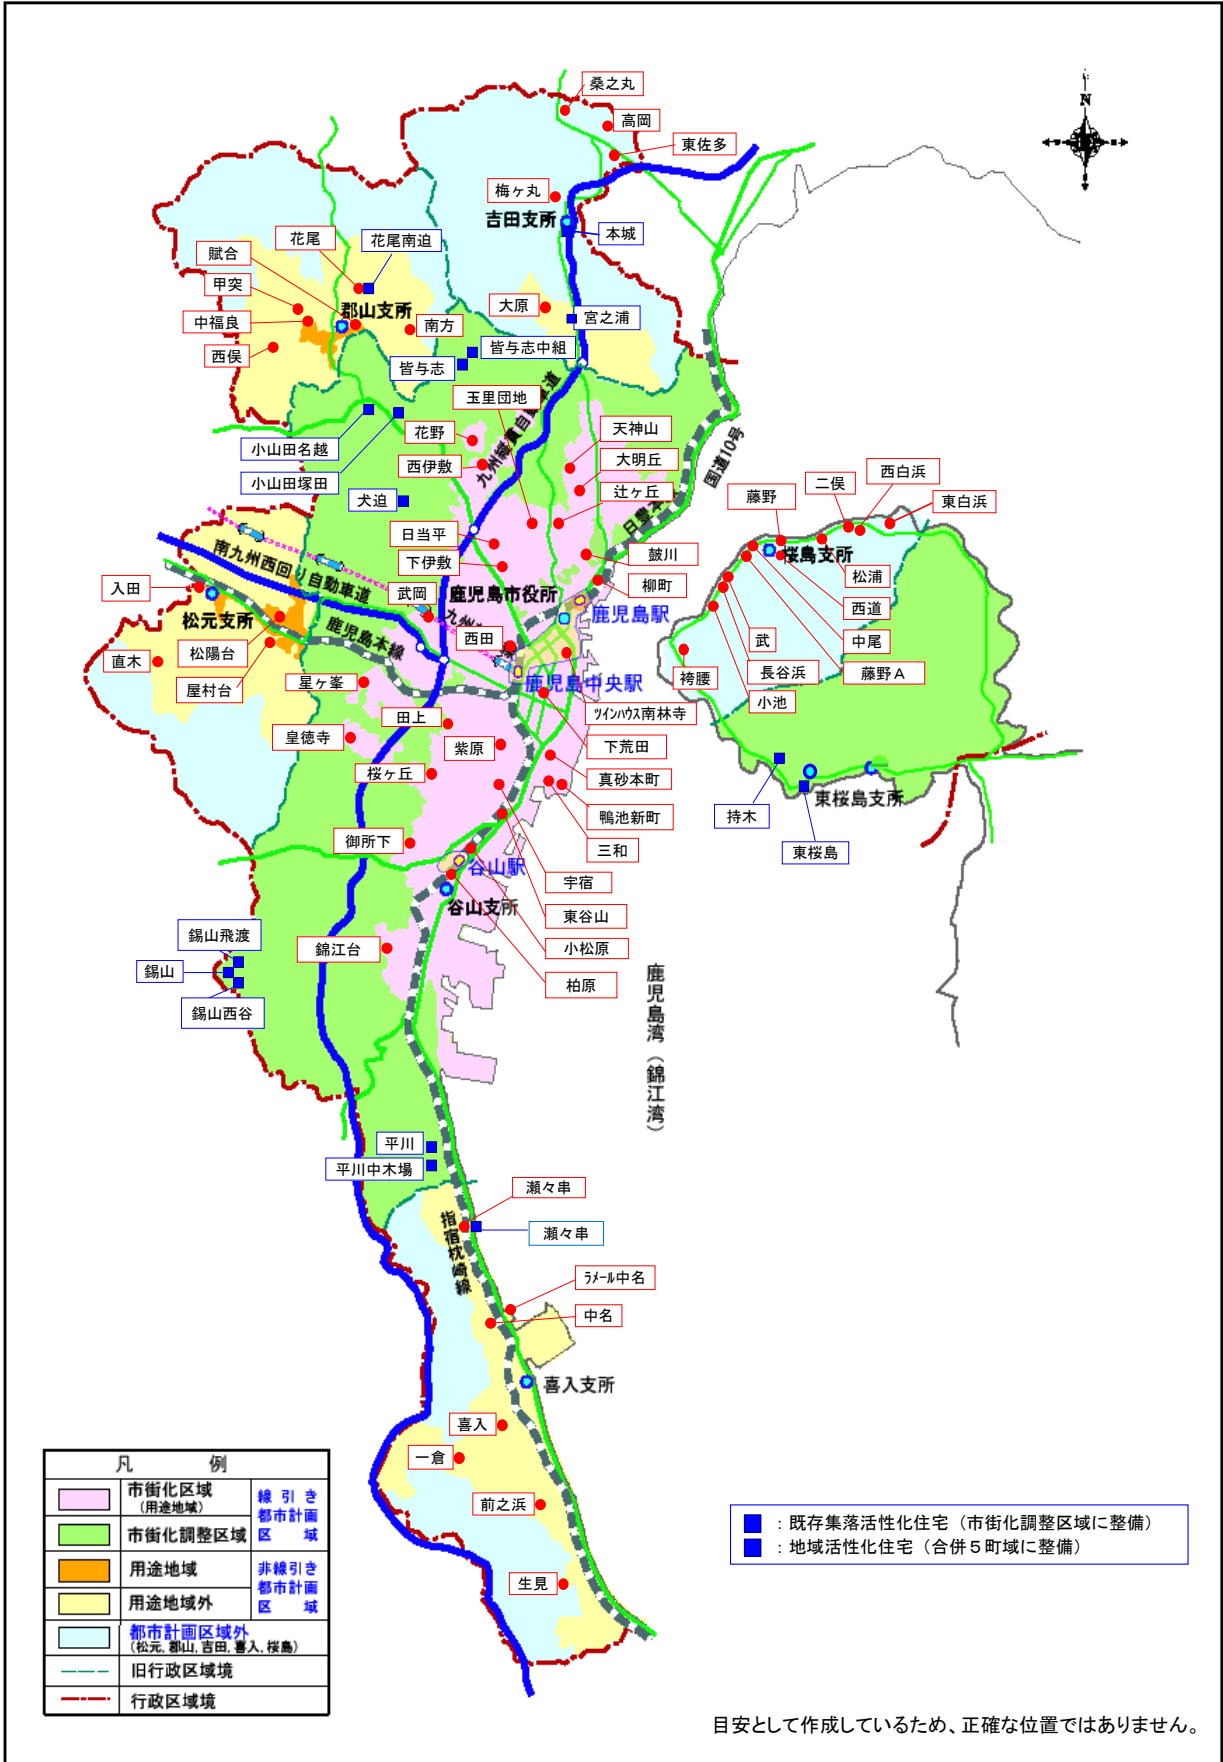 桑之丸
高岡
東佐多
N
梅ヶ丸
吉田支所
本城
花尾
花尾南迫
賦合
甲突
郡山支所
中福良
南方
西俣
大原
宮之浦
皆与志中組
皆与志
玉里団地
九州縦貫自動車道
花野
天神山
小山田名越
西伊敷
大明丘
小山田塚田
辻ヶ丘
犬迫
国道10号
日豊本
日当平
下伊敷
皷川
柳町
南九州西回り自動車道
入田
松元支所
武岡
鹿児島市役所
鹿児島駅
鹿児島本線
西田
松陽台
直木
屋村台
星ヶ峯
鹿児島中央駅
ﾂｲﾝﾊｳｽ南林寺
田上
皇徳寺
紫原
下荒田
桜ヶ丘
真砂本町
鴨池新町
御所下
三和
谷山駅
宇宿
谷山支所
東谷山
小松原
柏原
錦江台
錫山飛渡
錫山
錫山西谷
藤野
二俣
西白浜
東白浜
桜島支所
松浦
西道
中尾
藤野Ａ
武
長谷浜
小池
袴腰
持木
東桜島支所
東桜島
鹿児島湾（錦江湾）
平川
平川中木場
瀬々串
瀬々串
指宿枕崎線
ﾗﾒｰﾙ中名
中名
喜入支所
喜入
一倉
前之浜
生見
凡　例
市街化区域
（用途地域）
線引き
都市計画
区域
市街化調整区域
用途地域
非線引き
都市計画
区域
用途地域外
都市計画区域外
（松元、郡山、吉田、喜入、桜島）
旧行政区域境
行政区域境
：既存集落活性化住宅（市街化調整区域に整備）
：地域活性化住宅（合併５町域に整備）
目安として作成しているため、正確な位置ではありません。